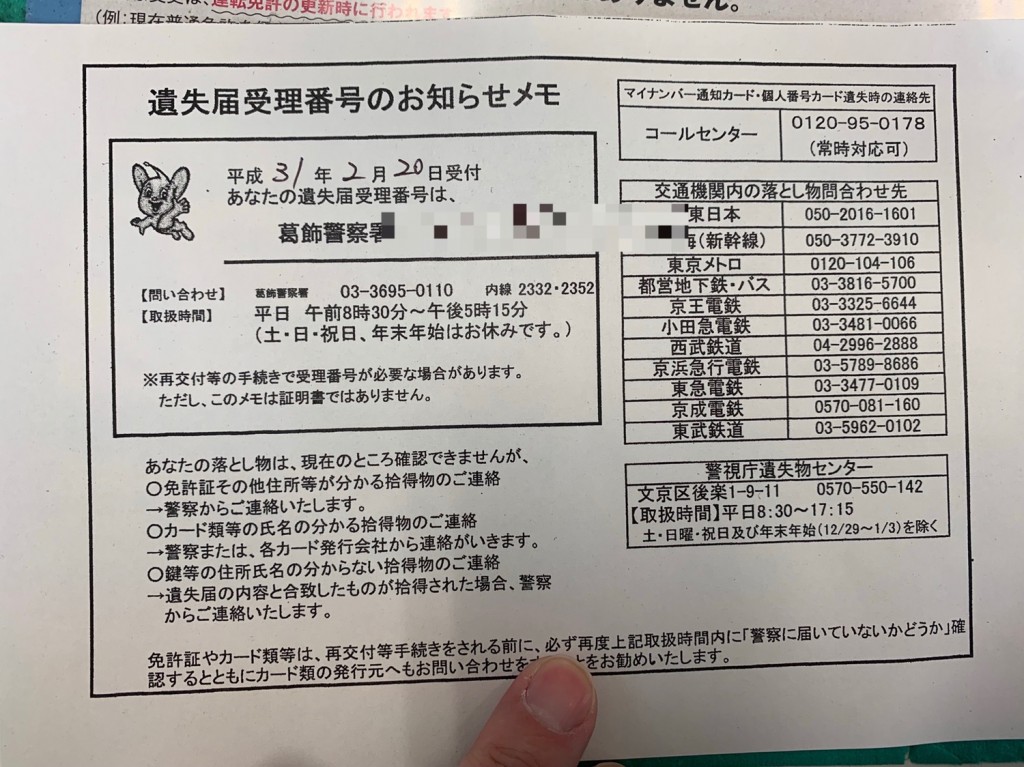 運転免許の更新時に行われます
(例:現在普通免許を
ありません。
遺失届受理番号のお知らせメモ
平成 31 年 2 月 20 日受付
あなたの遺失届受理番号は、
葛飾警察署
【問い合わせ】 葛飾警察署 03-3695-0110 内線 2332・2352
【取扱時間】 平日 午前8時30分～午後5時15分
(土・日・祝日、年末年始はお休みです。)
※再交付等の手続きで受理番号が必要な場合があります。
ただし、このメモは証明書ではありません。
あなたの落とし物は、現在のところ確認できませんが、
○免許証その他住所等が分かる拾得物のご連絡
→警察からご連絡いたします。
○カード類等の氏名の分かる拾得物のご連絡
→警察または、各カード発行会社から連絡がいきます。
○鍵等の住所氏名の分からない拾得物のご連絡
→遺失届の内容と合致したものが拾得された場合、警察
からご連絡いたします。
マイナンバー通知カード・個人番号カード遺失時の連絡先
コールセンター 0120-95-0178
(常時対応可)
交通機関内の落とし物問合わせ先
東日本 050-2016-1601
海(新幹線) 050-3772-3910
東京メトロ 0120-104-106
都営地下鉄・バス 03-3816-5700
京王電鉄 03-3325-6644
小田急電鉄 03-3481-0066
西武鉄道 04-2996-2888
京浜急行電鉄 03-5789-8686
東急電鉄 03-3477-0109
京成電鉄 0570-081-160
東武鉄道 03-5962-0102
警視庁遺失物センター
文京区後楽1-9-11 0570-550-142
【取扱時間】平日8:30～17:15
土・日曜・祝日及び年末年始(12/29～1/3)を除く
免許証やカード類等は、再交付等手続きをされる前に、必ず再度上記取扱時間内に「警察に届いていないかどうか」確
認するとともにカード類の発行元へもお問い合わせを とをお勧めいたします。